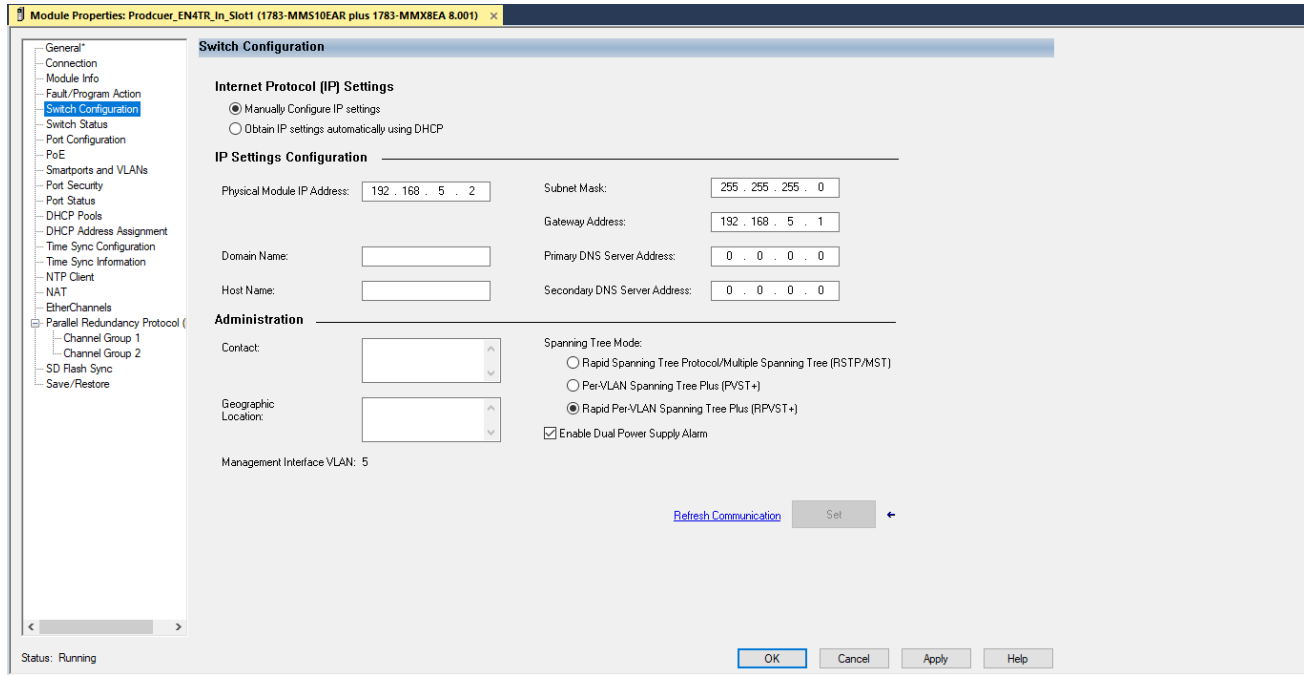 Module Properties: Prodcuer_EN4TR_In_Slot1 (1783-MMS10EAR plus 1783-MMX8EA 8.001) ×
General*
Connection
Module Info
Fault/Program Action
Switch Configuration
Switch Status
Port Configuration
PoE
Smartports and VLANs
Port Security
Port Status
DHCP Pools
DHCP Address Assignment
Time Sync Configuration
Time Sync Information
NTP Client
NAT
EtherChannels
Parallel Redundancy Protocol (
Channel Group 1
Channel Group 2
SD Flash Sync
Save/Restore
Switch Configuration
Internet Protocol (IP) Settings
Manually Configure IP settings
Obtain IP settings automatically using DHCP
IP Settings Configuration
Physical Module IP Address: 192 . 168 . 5 . 2
Subnet Mask: 255 . 255 . 255 . 0
Gateway Address: 192 . 168 . 5 . 1
Domain Name:
Primary DNS Server Address: 0 . 0 . 0 . 0
Host Name:
Secondary DNS Server Address: 0 . 0 . 0 . 0
Administration
Contact:
Geographic
Location:
Management Interface VLAN: 5
Spanning Tree Mode:
Rapid Spanning Tree Protocol/Multiple Spanning Tree (RSTP/MST)
Per-VLAN Spanning Tree Plus (PVST+)
Rapid Per-VLAN Spanning Tree Plus (RPVST+)
Enable Dual Power Supply Alarm
Refresh Communication Set
Status: Running
OK Cancel Apply Help